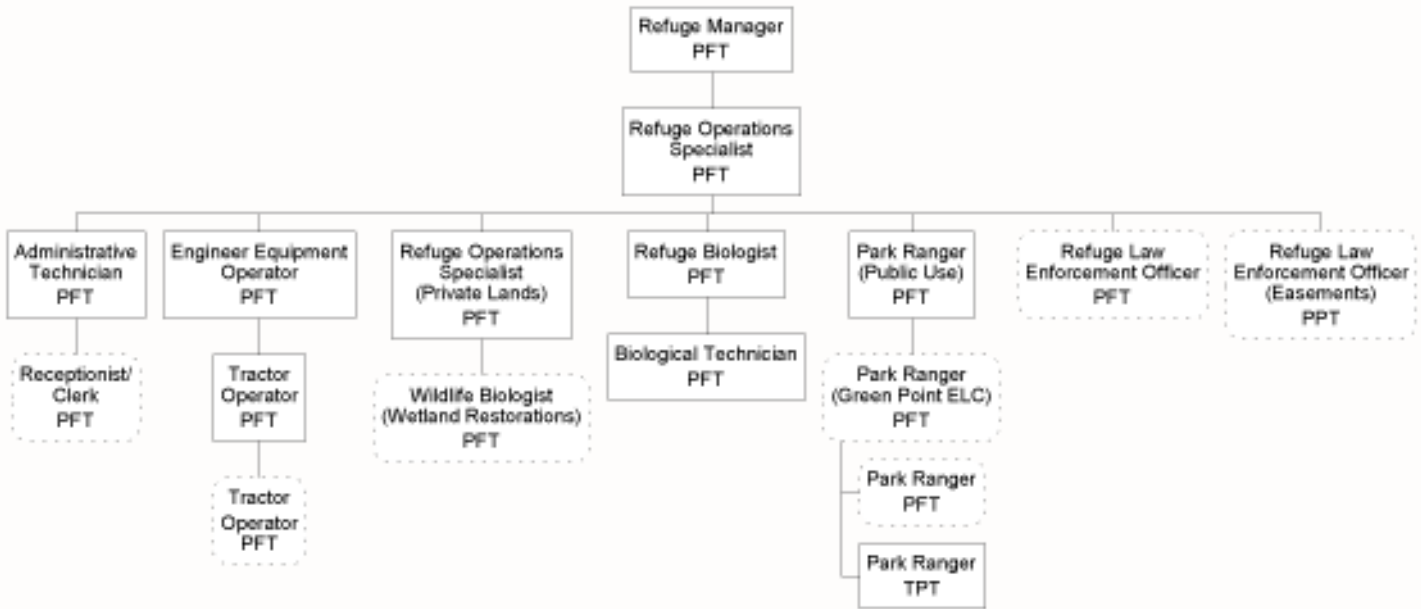 Refuge Manager
PFT
Refuge Operations
Specialist
PFT
Administrative
Technician
PFT
Engineer Equipment
Operator
PFT
Refuge Operations
Specialist
(Private Lands)
PFT
Refuge Biologist
PFT
Park Ranger
(Public Use)
PFT
Refuge Law
Enforcement Officer
PFT
Refuge Law
Enforcement Officer
(Easements)
PPT
Receptionist/
Clerk
PFT
Tractor
Operator
PFT
Wildlife Biologist
(Wetland Restorations)
PFT
Biological Technician
PFT
Park Ranger
(Green Point ELC)
PFT
Tractor
Operator
PFT
Park Ranger
PFT
Park Ranger
TPT